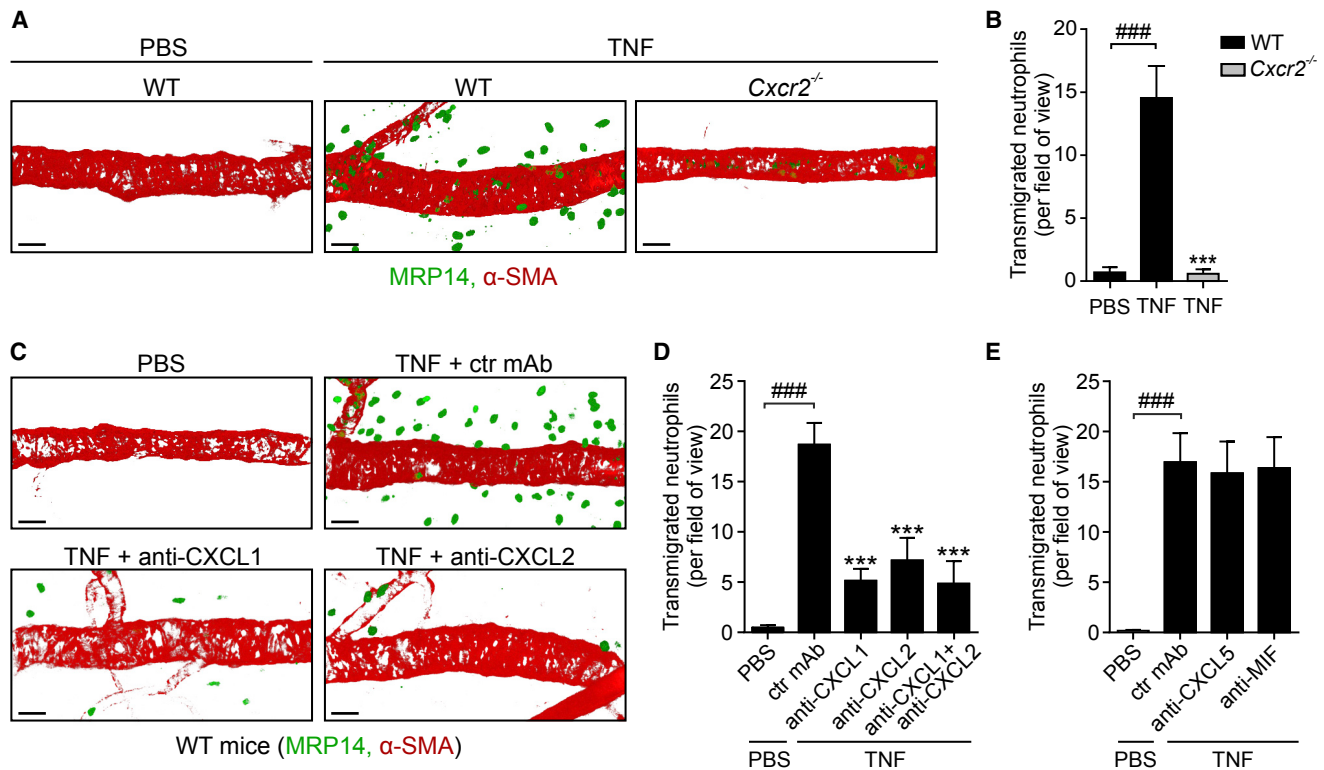 A
PBS
TNF
WT
WT
Cxcr2-/-
MRP14, α-SMA
B
Transmigrated neutrophils
(per field of view)
20
15
10
5
0
###
***
PBS
TNF
TNF
WT
Cxcr2-/-
C
PBS
TNF + ctr mAb
TNF + anti-CXCL1
TNF + anti-CXCL2
WT mice (MRP14, α-SMA)
D
Transmigrated neutrophils
(per field of view)
25
20
15
10
5
0
###
***
***
***
PBS
ctr mAb
anti-CXCL1
anti-CXCL2
anti-CXCL1+
anti-CXCL2
PBS
TNF
E
Transmigrated neutrophils
(per field of view)
25
20
15
10
5
0
###
PBS
ctr mAb
anti-CXCL5
anti-MIF
PBS
TNF